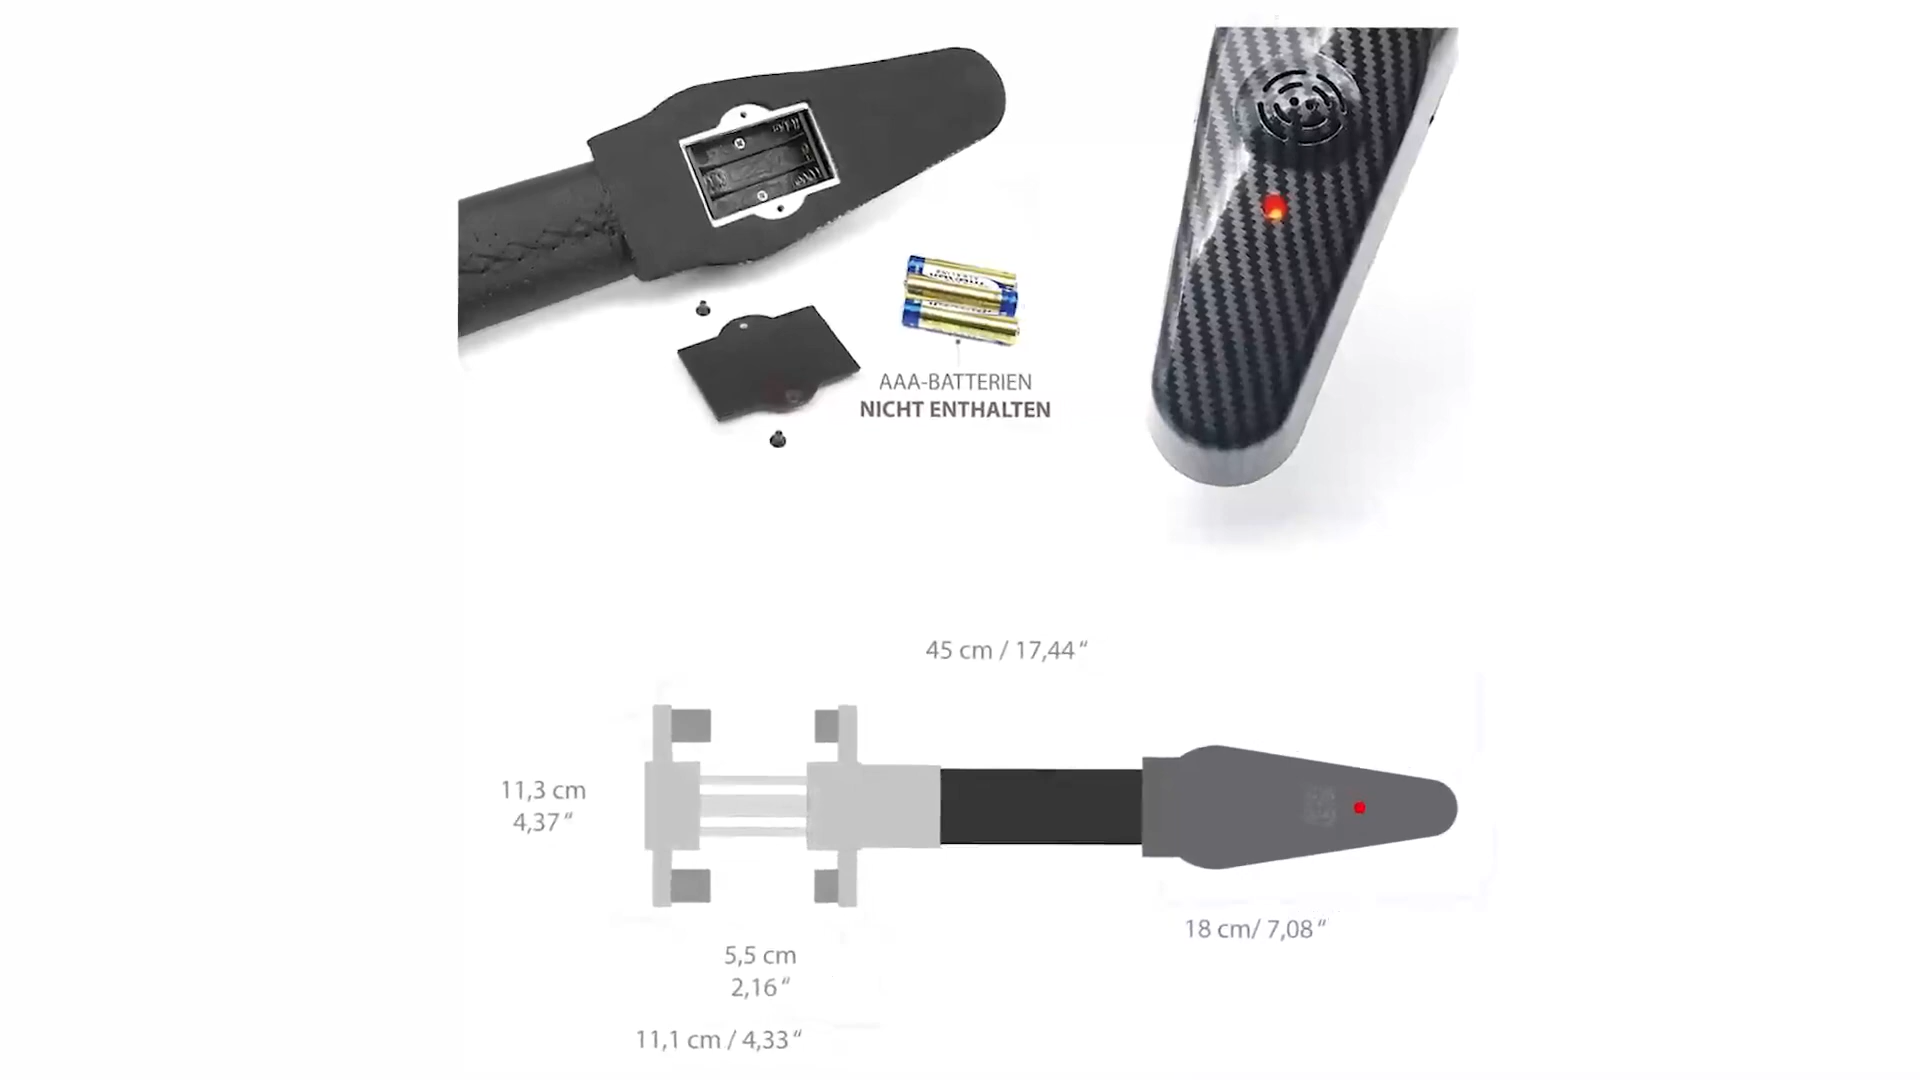 AAA-BATTERIEN
NICHT ENTHALTEN
45 cm / 17,44“
11,3 cm
4,37“
18 cm/ 7,08“
5,5 cm
2,16“
11,1 cm / 4,33“